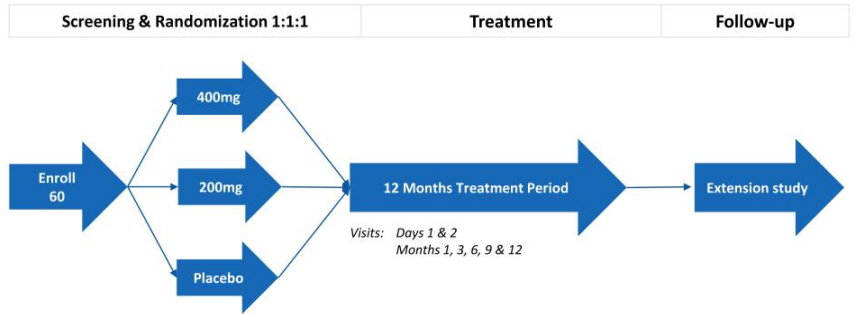 Screening & Randomization 1:1:1
Treatment
Follow-up
400mg
Enroll
60
200mg
12 Months Treatment Period
Extension study
Visits: Days 1 & 2
Months 1, 3, 6, 9 & 12
Placebo